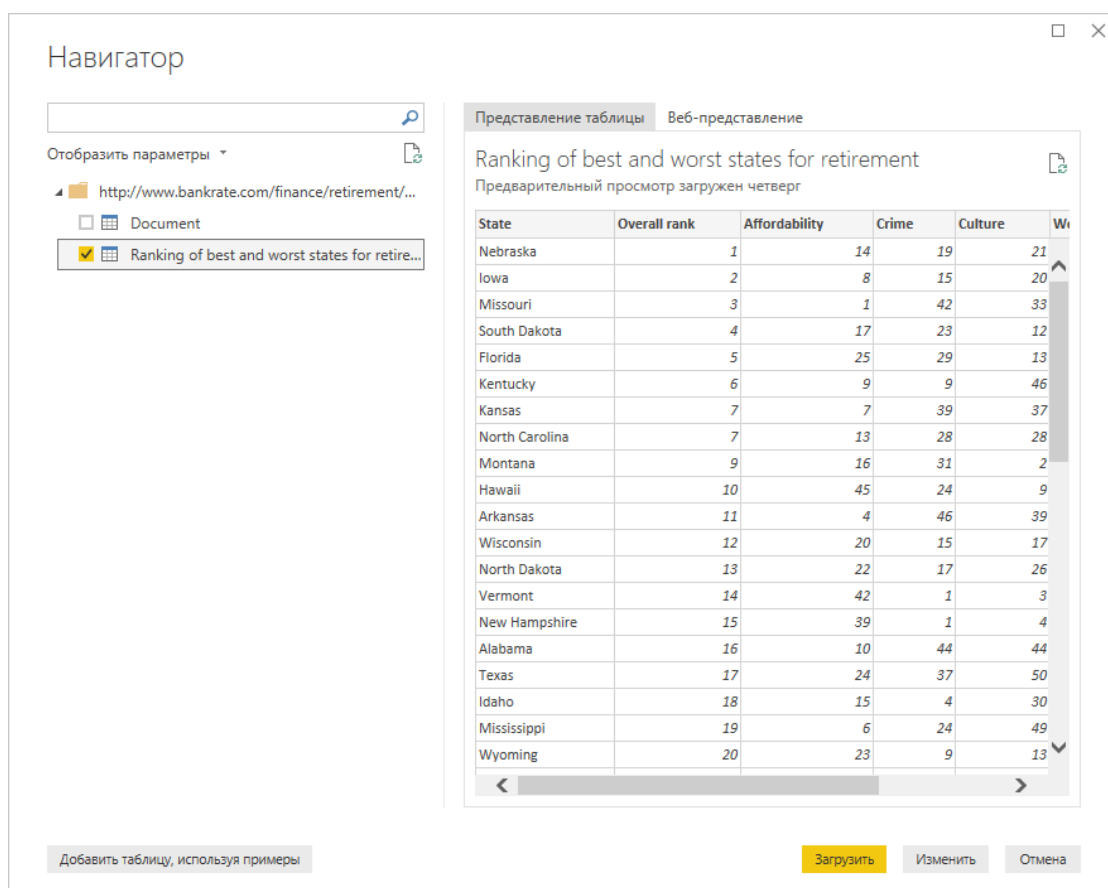 Навигатор
Отобразить параметры
http://www.bankrate.com/finance/retirement/...
Document
Ranking of best and worst states for retire...
Представление таблицы Веб-представление
Ranking of best and worst states for retirement
Предварительный просмотр загружен четверг
State Overall rank Affordability Crime Culture We
Nebraska 1 14 19 21
Iowa 2 8 15 20
Missouri 3 1 42 33
South Dakota 4 17 23 12
Florida 5 25 29 13
Kentucky 6 9 9 46
Kansas 7 7 39 37
North Carolina 7 13 28 28
Montana 9 16 31 2
Hawaii 10 45 24 9
Arkansas 11 4 46 39
Wisconsin 12 20 15 17
North Dakota 13 22 17 26
Vermont 14 42 1 3
New Hampshire 15 39 1 4
Alabama 16 10 44 44
Texas 17 24 37 50
Idaho 18 15 4 30
Mississippi 19 6 24 49
Wyoming 20 23 9 13
Добавить таблицу, используя примеры Загрузить Изменить Отмена